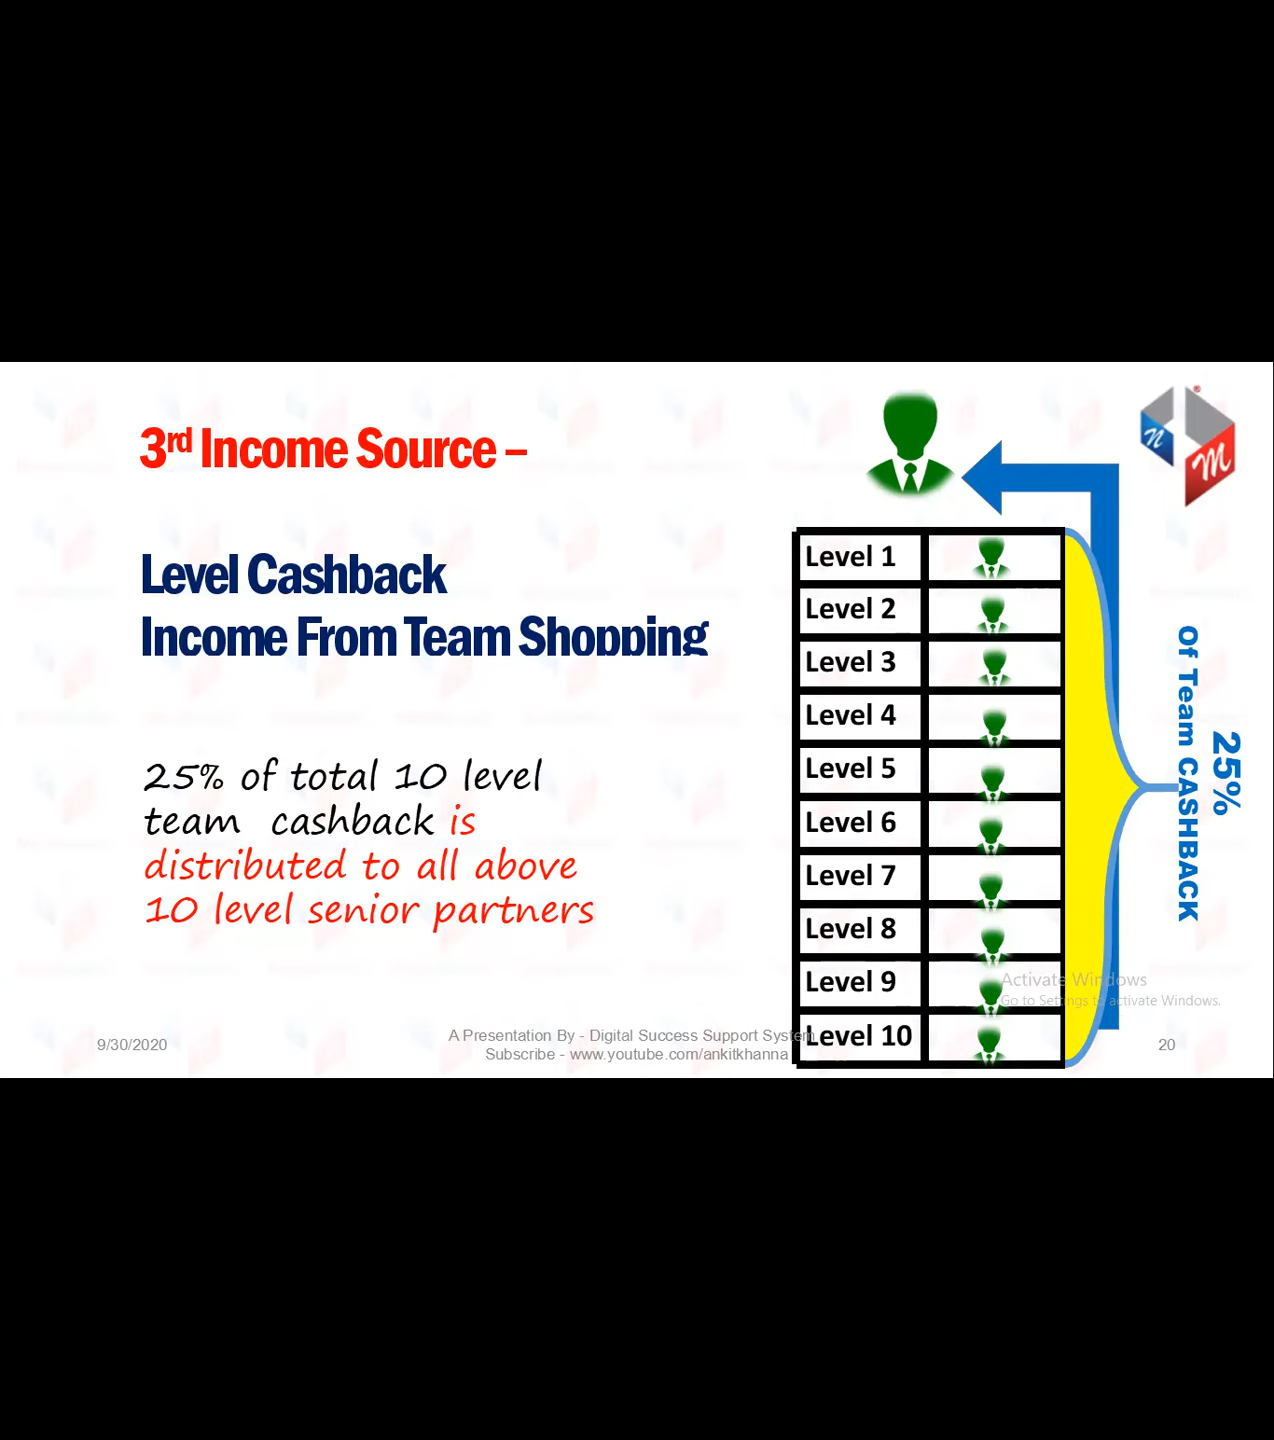 3rd Income Source –
Level Cashback
Income From Team Shopping
25% of total 10 level
team cashback is
distributed to all above
10 level senior partners
n
m
®
Level 1
Level 2
Level 3
Level 4
Level 5
Level 6
Level 7
Level 8
Level 9
Level 10
25%
Of Team CASHBACK
Activate Windows
Go to Settings to activate Windows.
9/30/2020
A Presentation By - Digital Success Support System
Subscribe - www.youtube.com/ankitkhanna
20